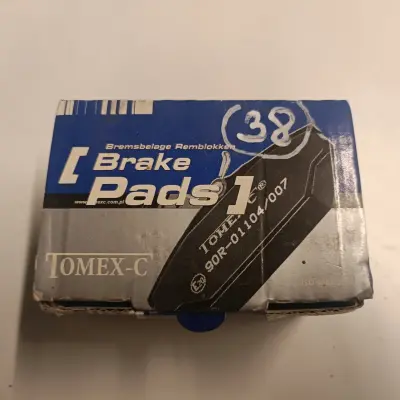 38
Bremsbelage Remblokken
[ Brake
Pads ]
TOMEX-C®
90R-01104/007
TOMEX-C